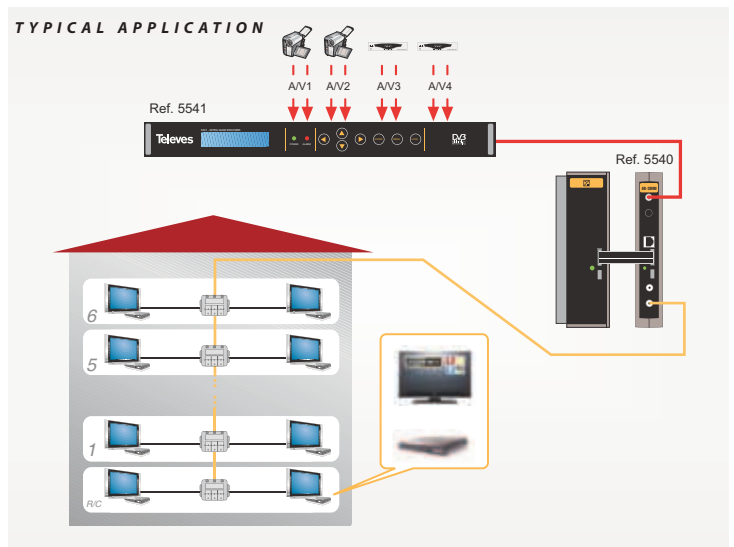 TYPICAL APPLICATION
A/V1 A/V2 A/V3 A/V4
Ref. 5541
Televes
Ref. 5540
6
5
1
R/C